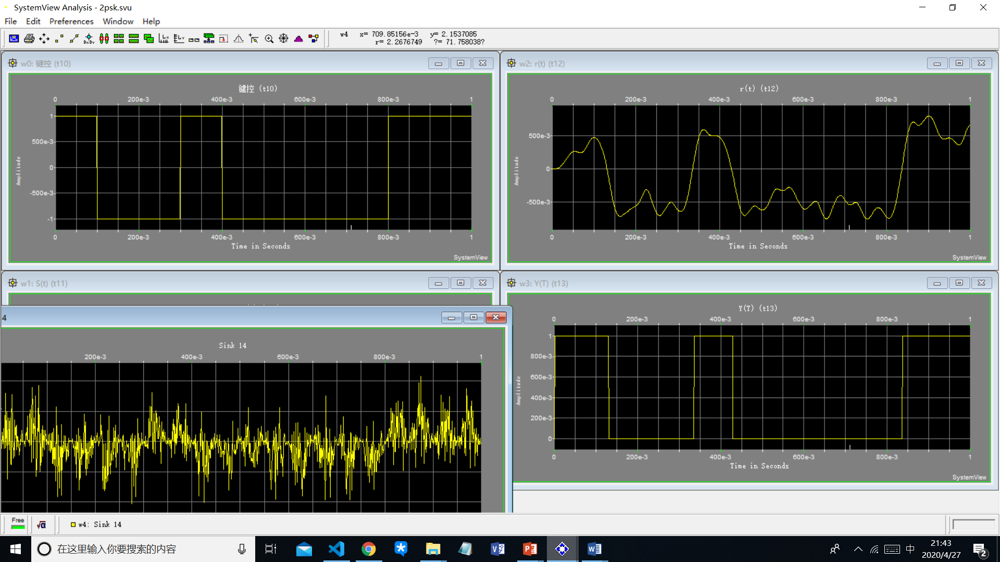 SystemView Analysis - 2psk.svu
File Edit Preferences Window Help
w4 x= 709.85156e-3 y= 2.1537085
r= 2.2676749 ?= 71.758038?
w0: 键控 (t10)
键控 (t10)
0 200e-3 400e-3 600e-3 800e-3 1
1
500e-3
0
-500e-3
-1
Amplitude
0 200e-3 400e-3 600e-3 800e-3 1
Time in Seconds
SystemView
w2: r(t) (t12)
r(t) (t12)
0 200e-3 400e-3 600e-3 800e-3 1
500e-3
0
-500e-3
Amplitude
0 200e-3 400e-3 600e-3 800e-3 1
Time in Seconds
SystemView
w1: S(t) (t11)
4
Sink 14
200e-3 400e-3 600e-3 800e-3 1
w3: Y(T) (t13)
Y(T) (t13)
0 200e-3 400e-3 600e-3 800e-3 1
1
800e-3
600e-3
400e-3
200e-3
0
Amplitude
0 200e-3 400e-3 600e-3 800e-3 1
Time in Seconds
SystemView
Free
√α
w4: Sink 14
在这里输入你要搜索的内容
中
21:43
2020/4/27
2